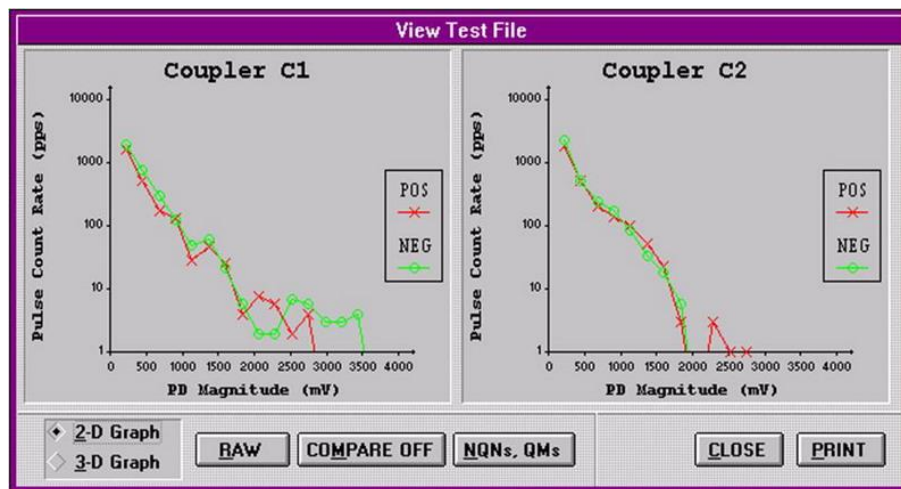 View Test File
Coupler C1
Pulse Count Rate (pps)
10000
1000
100
10
1
0 500 1000 1500 2000 2500 3000 3500 4000
PD Magnitude (mV)
POS
NEG
Coupler C2
Pulse Count Rate (pps)
10000
1000
100
10
1
0 500 1000 1500 2000 2500 3000 3500 4000
PD Magnitude (mV)
POS
NEG
2-D Graph
3-D Graph
RAW
COMPARE OFF
NQNs, QMs
CLOSE
PRINT